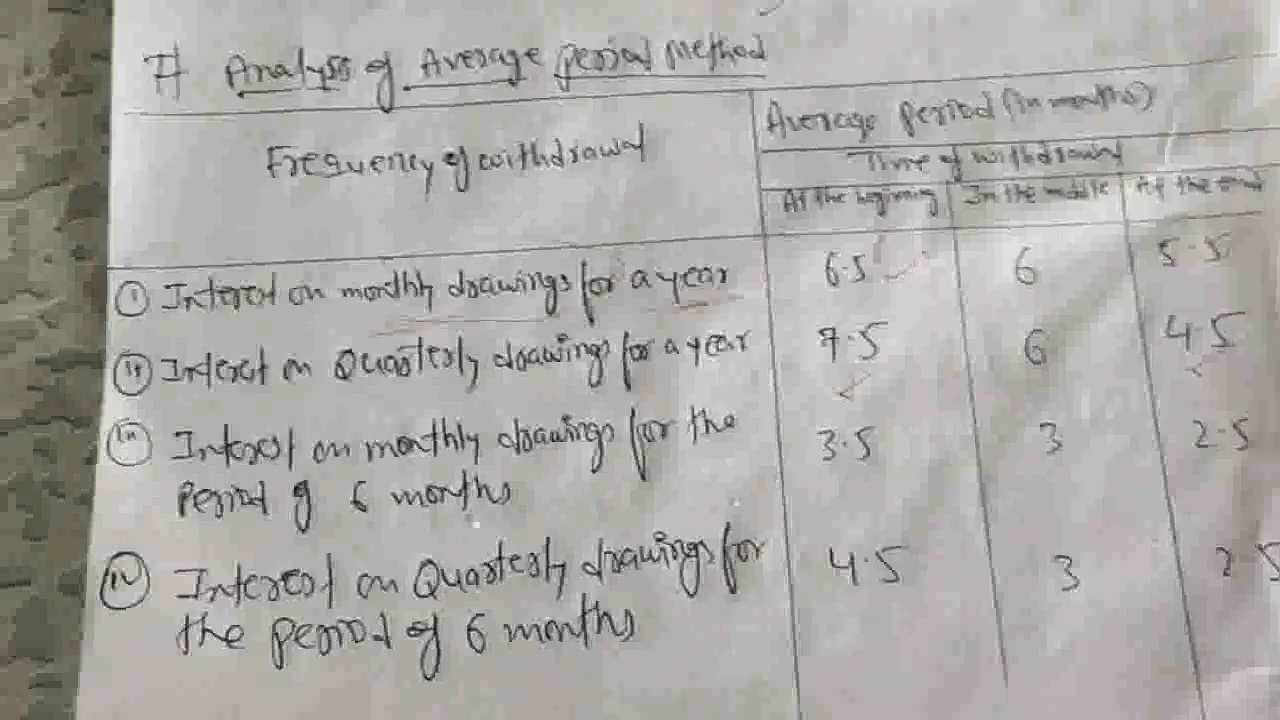 # Analysis of Average Period Method
Frequency of withdrawal
Average Period (in months)
Time of withdrawal
At the beginning In the middle At the end
(i) Interest on monthly drawings for a year 6.5 6 5.5
(ii) Interest on Quarterly drawings for a year 7.5 6 4.5
(iii) Interest on monthly drawings for the 3.5 3 2.5
Period of 6 months
(iv) Interest on Quarterly drawings for 4.5 3 2.5
the period of 6 months